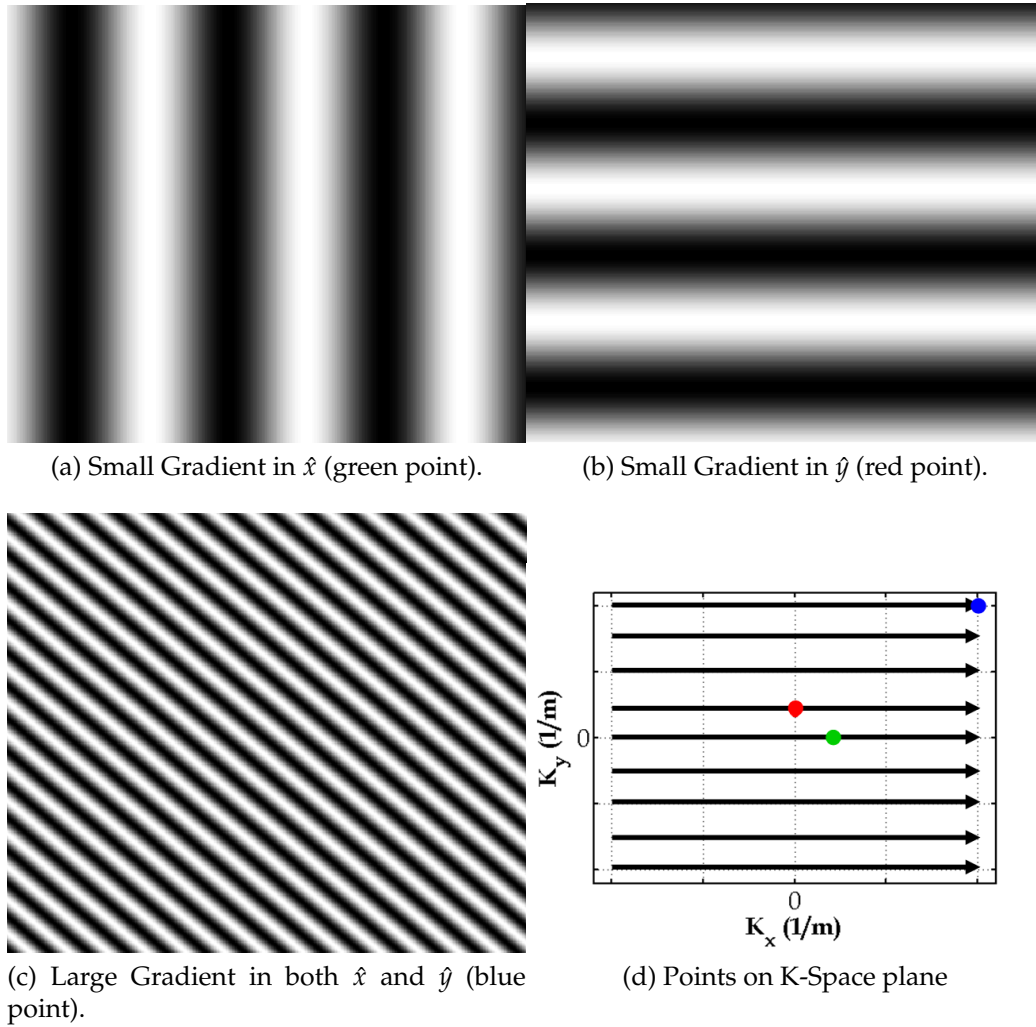 (a) Small Gradient in x̂ (green point).
(b) Small Gradient in ŷ (red point).
(c) Large Gradient in both x̂ and ŷ (blue
point).
K_y (1/m)
0
0
K_x (1/m)
(d) Points on K-Space plane